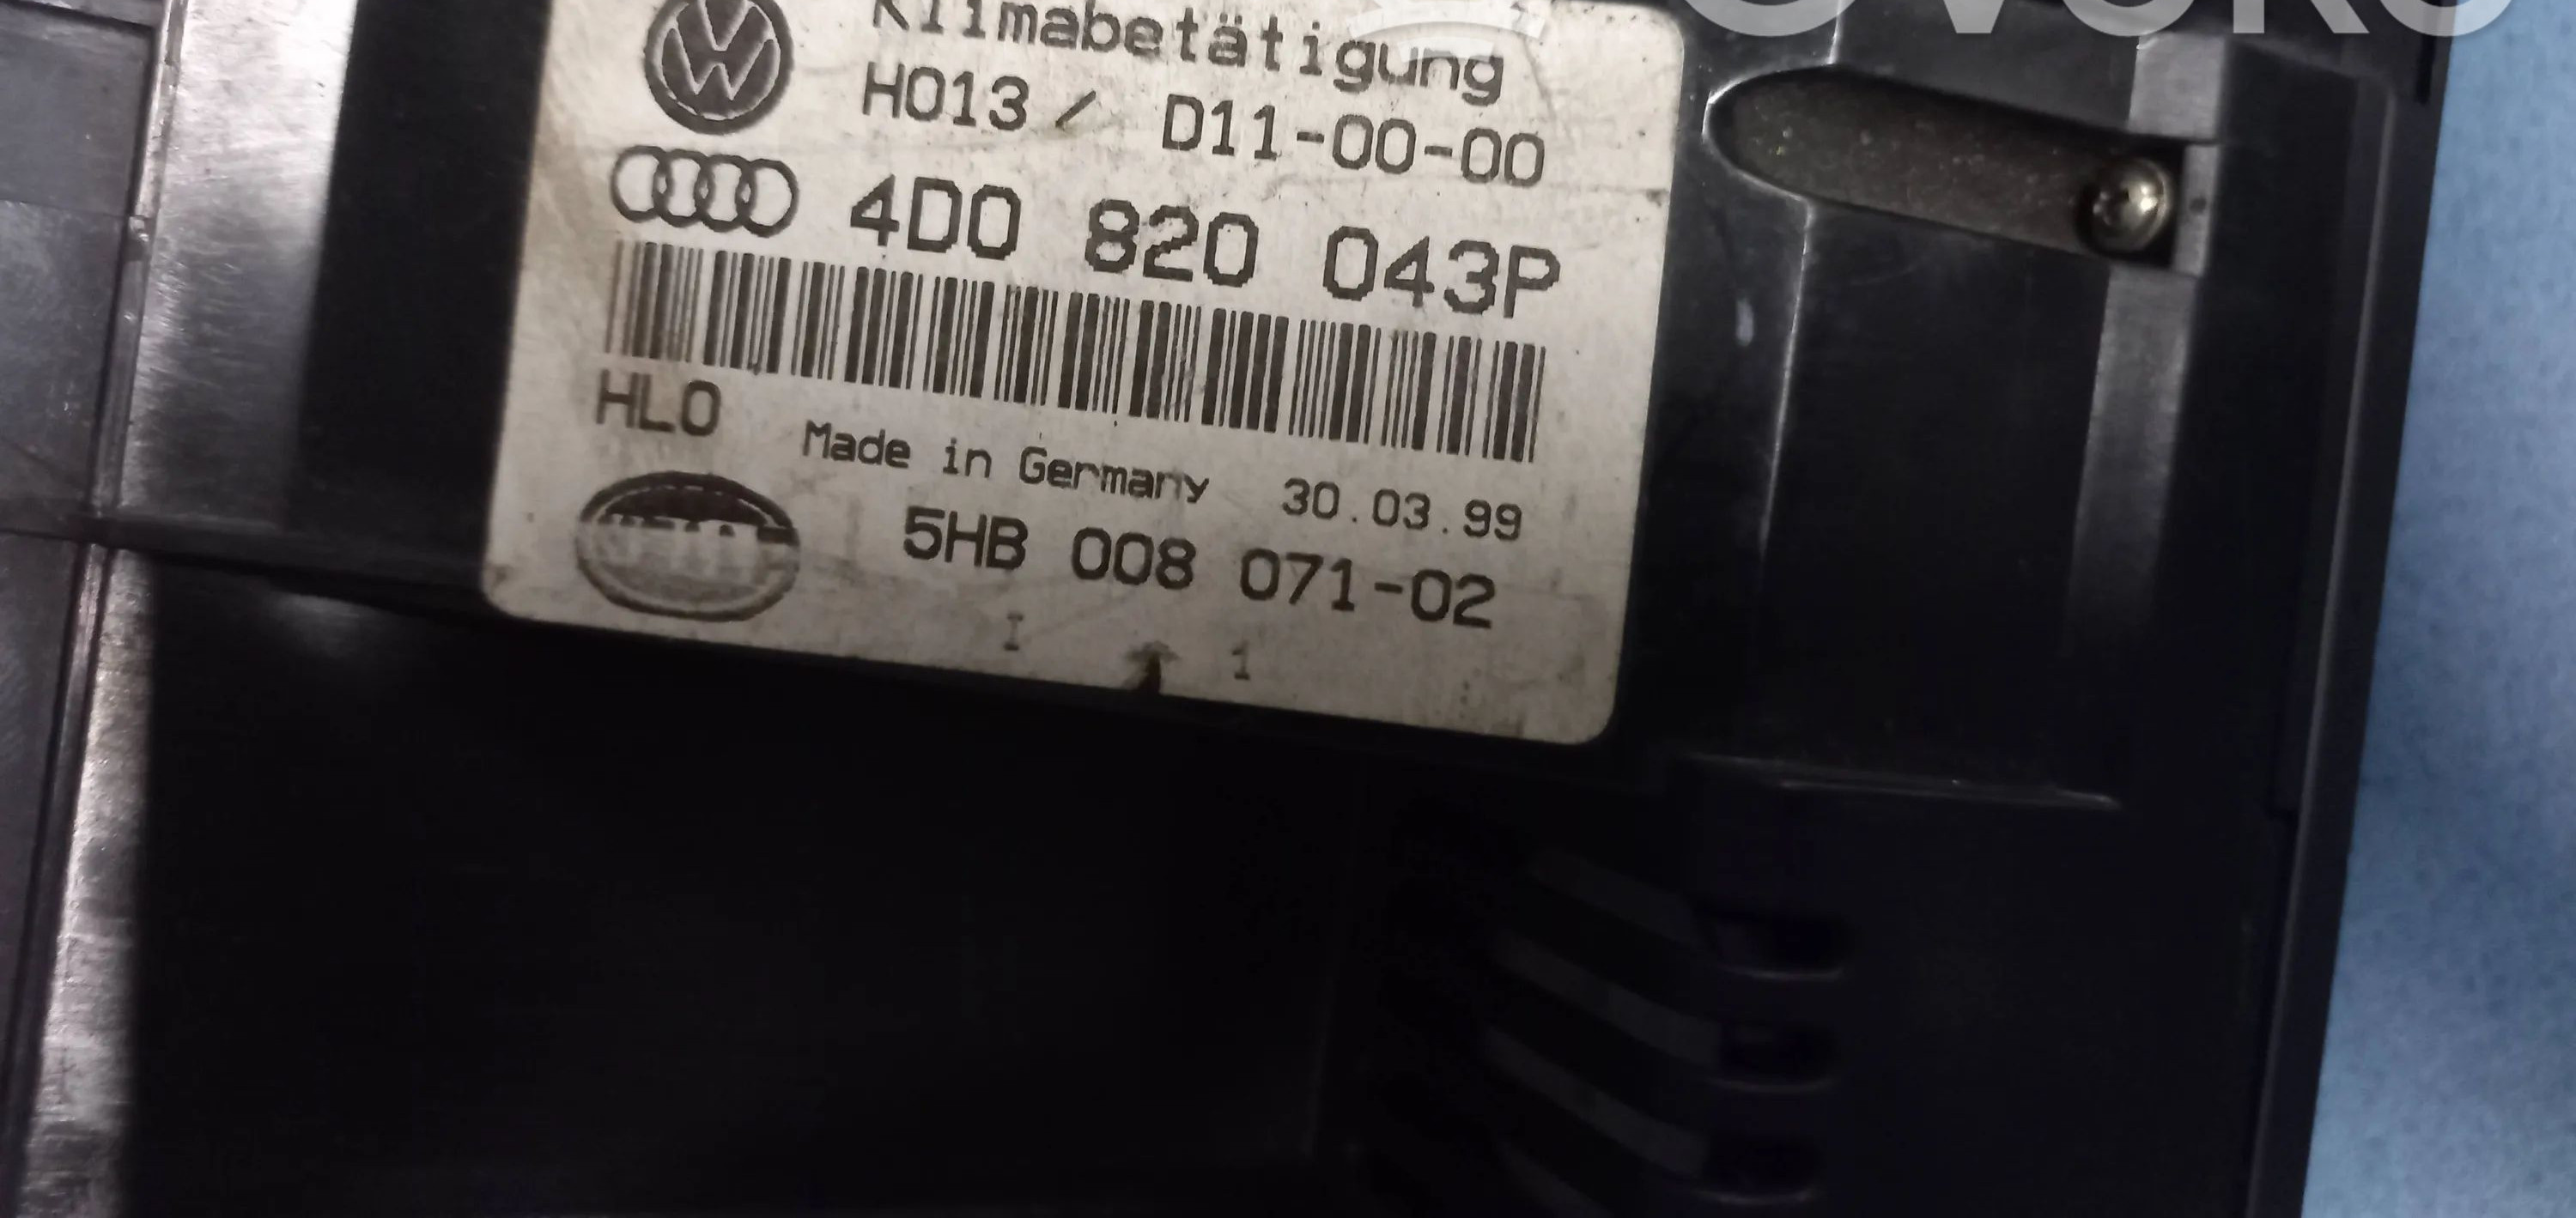 Klimabetätigung
H013 / D11-00-00
4D0 820 043P
HLO
Made in Germany 30.03.99
5HB 008 071-02
I 1